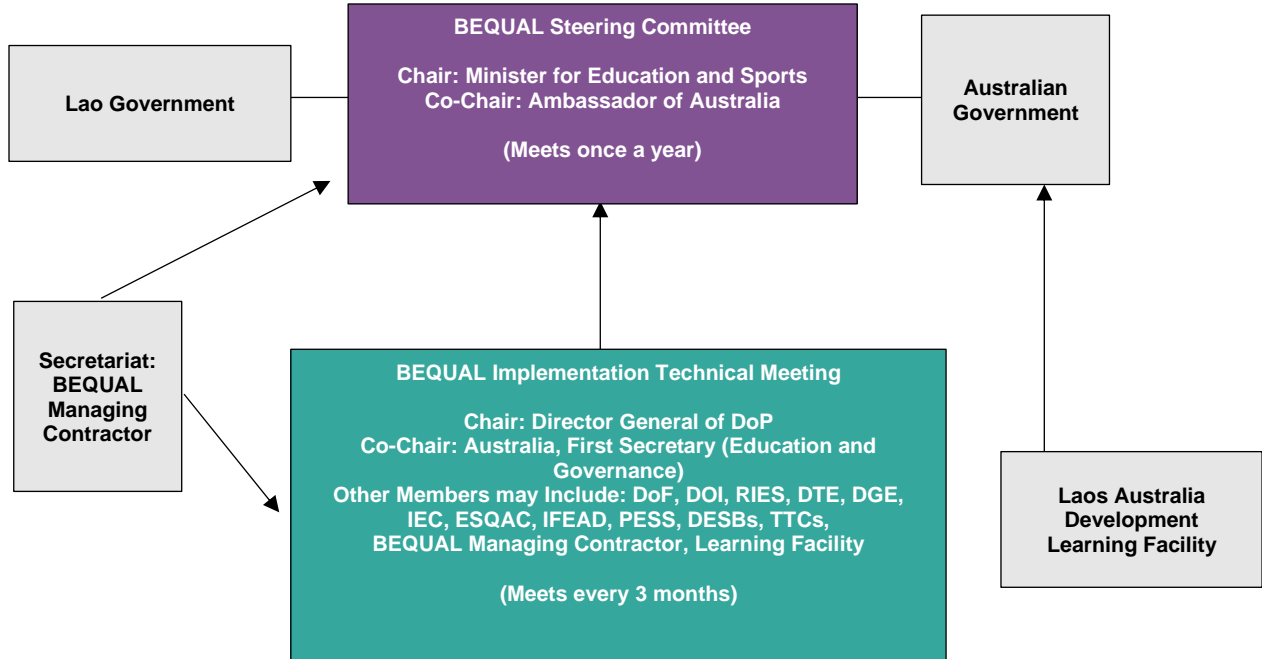 BEQUAL Steering Committee
Chair: Minister for Education and Sports
Co-Chair: Ambassador of Australia
(Meets once a year)
Lao Government
Australian
Government
Secretariat:
BEQUAL
Managing
Contractor
BEQUAL Implementation Technical Meeting
Chair: Director General of DoP
Co-Chair: Australia, First Secretary (Education and
Governance)
Other Members may Include: DoF, DOI, RIES, DTE, DGE,
IEC, ESQAC, IFEAD, PESS, DESBs, TTCs,
BEQUAL Managing Contractor, Learning Facility
(Meets every 3 months)
Laos Australia
Development
Learning Facility